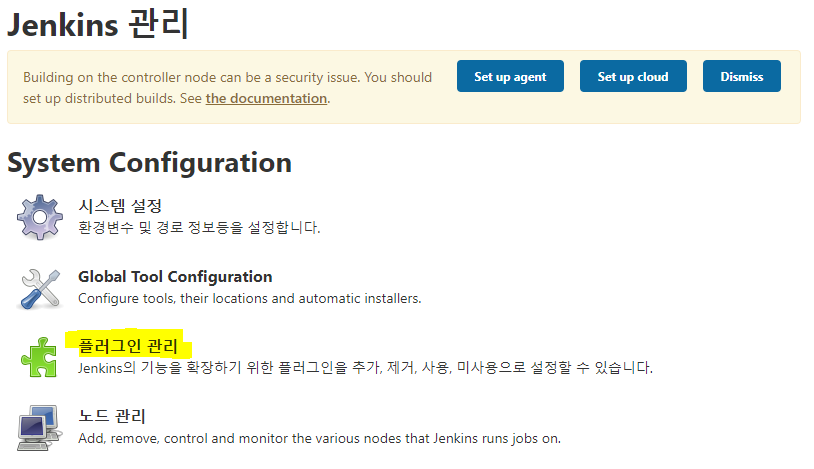 Jenkins 관리
Building on the controller node can be a security issue. You should
set up distributed builds. See the documentation.
Set up agent
Set up cloud
Dismiss
System Configuration
시스템 설정
환경변수 및 경로 정보등을 설정합니다.
Global Tool Configuration
Configure tools, their locations and automatic installers.
플러그인 관리
Jenkins의 기능을 확장하기 위한 플러그인을 추가, 제거, 사용, 미사용으로 설정할 수 있습니다.
노드 관리
Add, remove, control and monitor the various nodes that Jenkins runs jobs on.